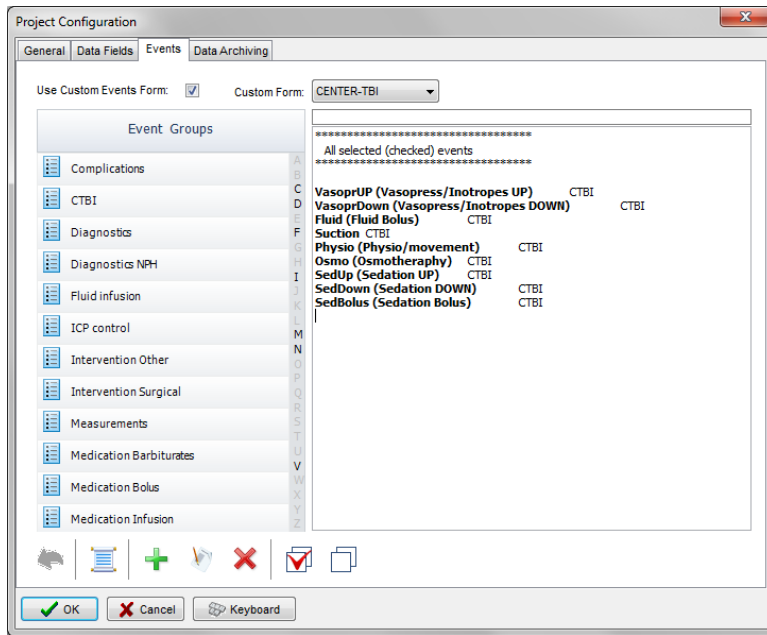 Project Configuration
General Data Fields Events Data Archiving
Use Custom Events Form: Custom Form: CENTER-TBI
Event Groups
Complications
CTBI
Diagnostics
Diagnostics NPH
Fluid infusion
ICP control
Intervention Other
Intervention Surgical
Measurements
Medication Barbiturates
Medication Bolus
Medication Infusion
A
B
C
D
E
F
G
H
I
J
K
L
M
N
O
P
Q
R
S
T
U
V
W
X
Y
Z
*********************************
All selected (checked) events
*********************************
VasoprUP (Vasopress/Inotropes UP) CTBI
VasoprDown (Vasopress/Inotropes DOWN) CTBI
Fluid (Fluid Bolus) CTBI
Suction CTBI
Physio (Physio/movement) CTBI
Osmo (Osmotheraphy) CTBI
SedUp (Sedation UP) CTBI
SedDown (Sedation DOWN) CTBI
SedBolus (Sedation Bolus) CTBI
OK Cancel Keyboard